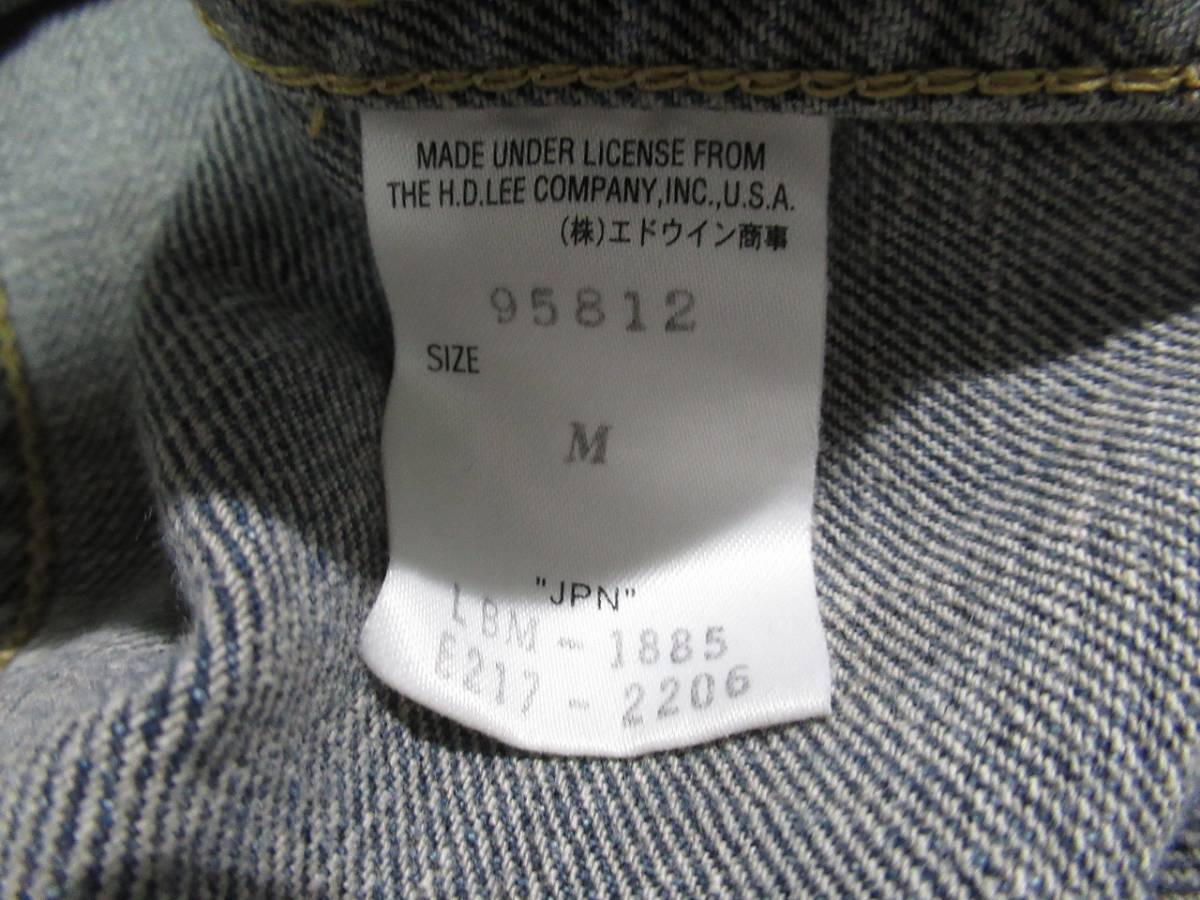 MADE UNDER LICENSE FROM
THE H.D.LEE COMPANY,INC.,U.S.A.
(株)エドウイン商事
95812
SIZE
M
"JPN"
LBM-1885
E217-2206